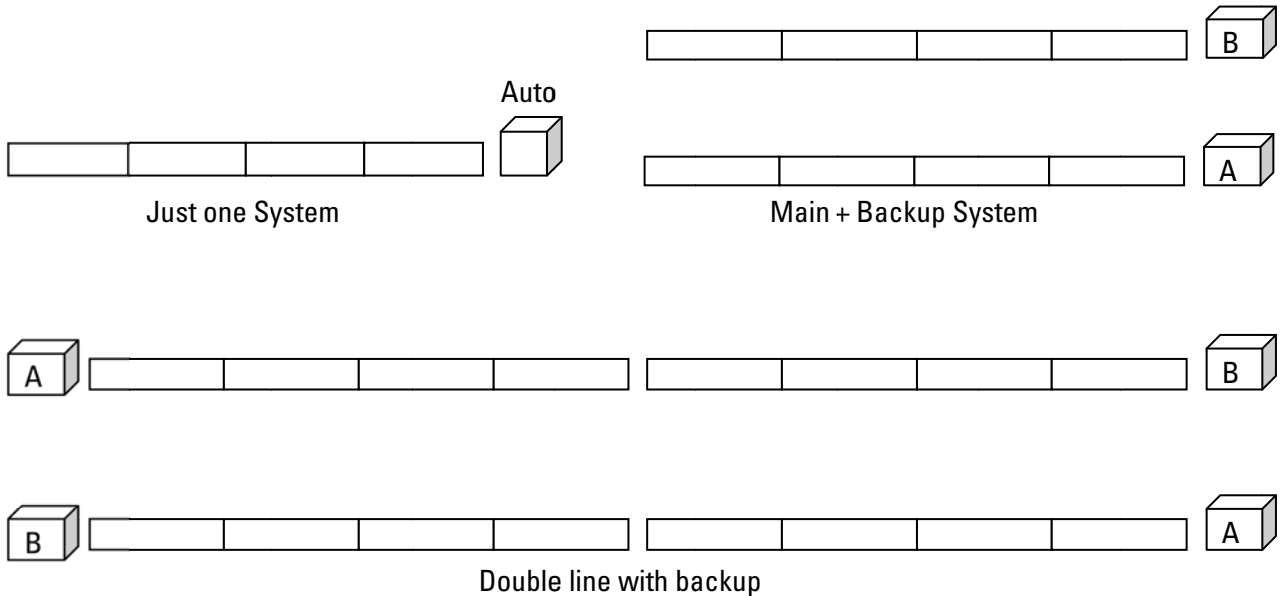 B
Auto
A
Just one System
Main + Backup System
A
B
B
A
Double line with backup